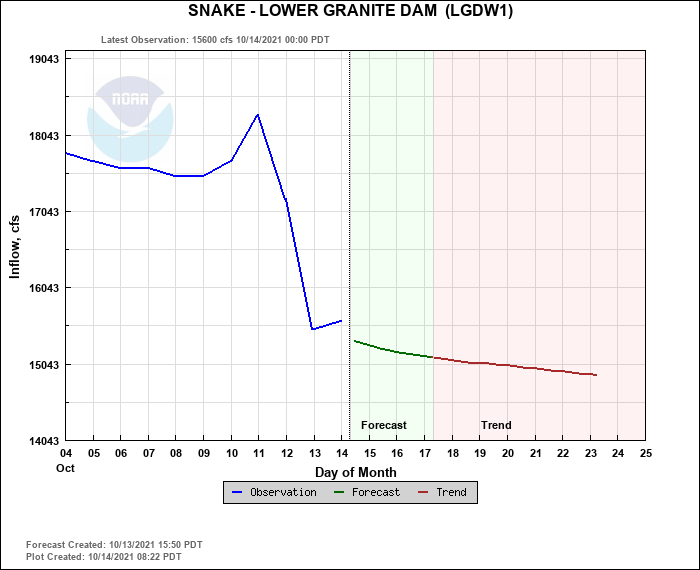 SNAKE - LOWER GRANITE DAM (LGDW1)
Latest Observation: 15600 cfs 10/14/2021 00:00 PDT
19043
NOAA
18043
17043
Inflow, cfs
16043
15043
Forecast Trend
14043
04 05 06 07 08 09 10 11 12 13 14 15 16 17 18 19 20 21 22 23 24 25
Oct
Day of Month
Observation Forecast Trend
Forecast Created: 10/13/2021 15:50 PDT
Plot Created: 10/14/2021 08:22 PDT